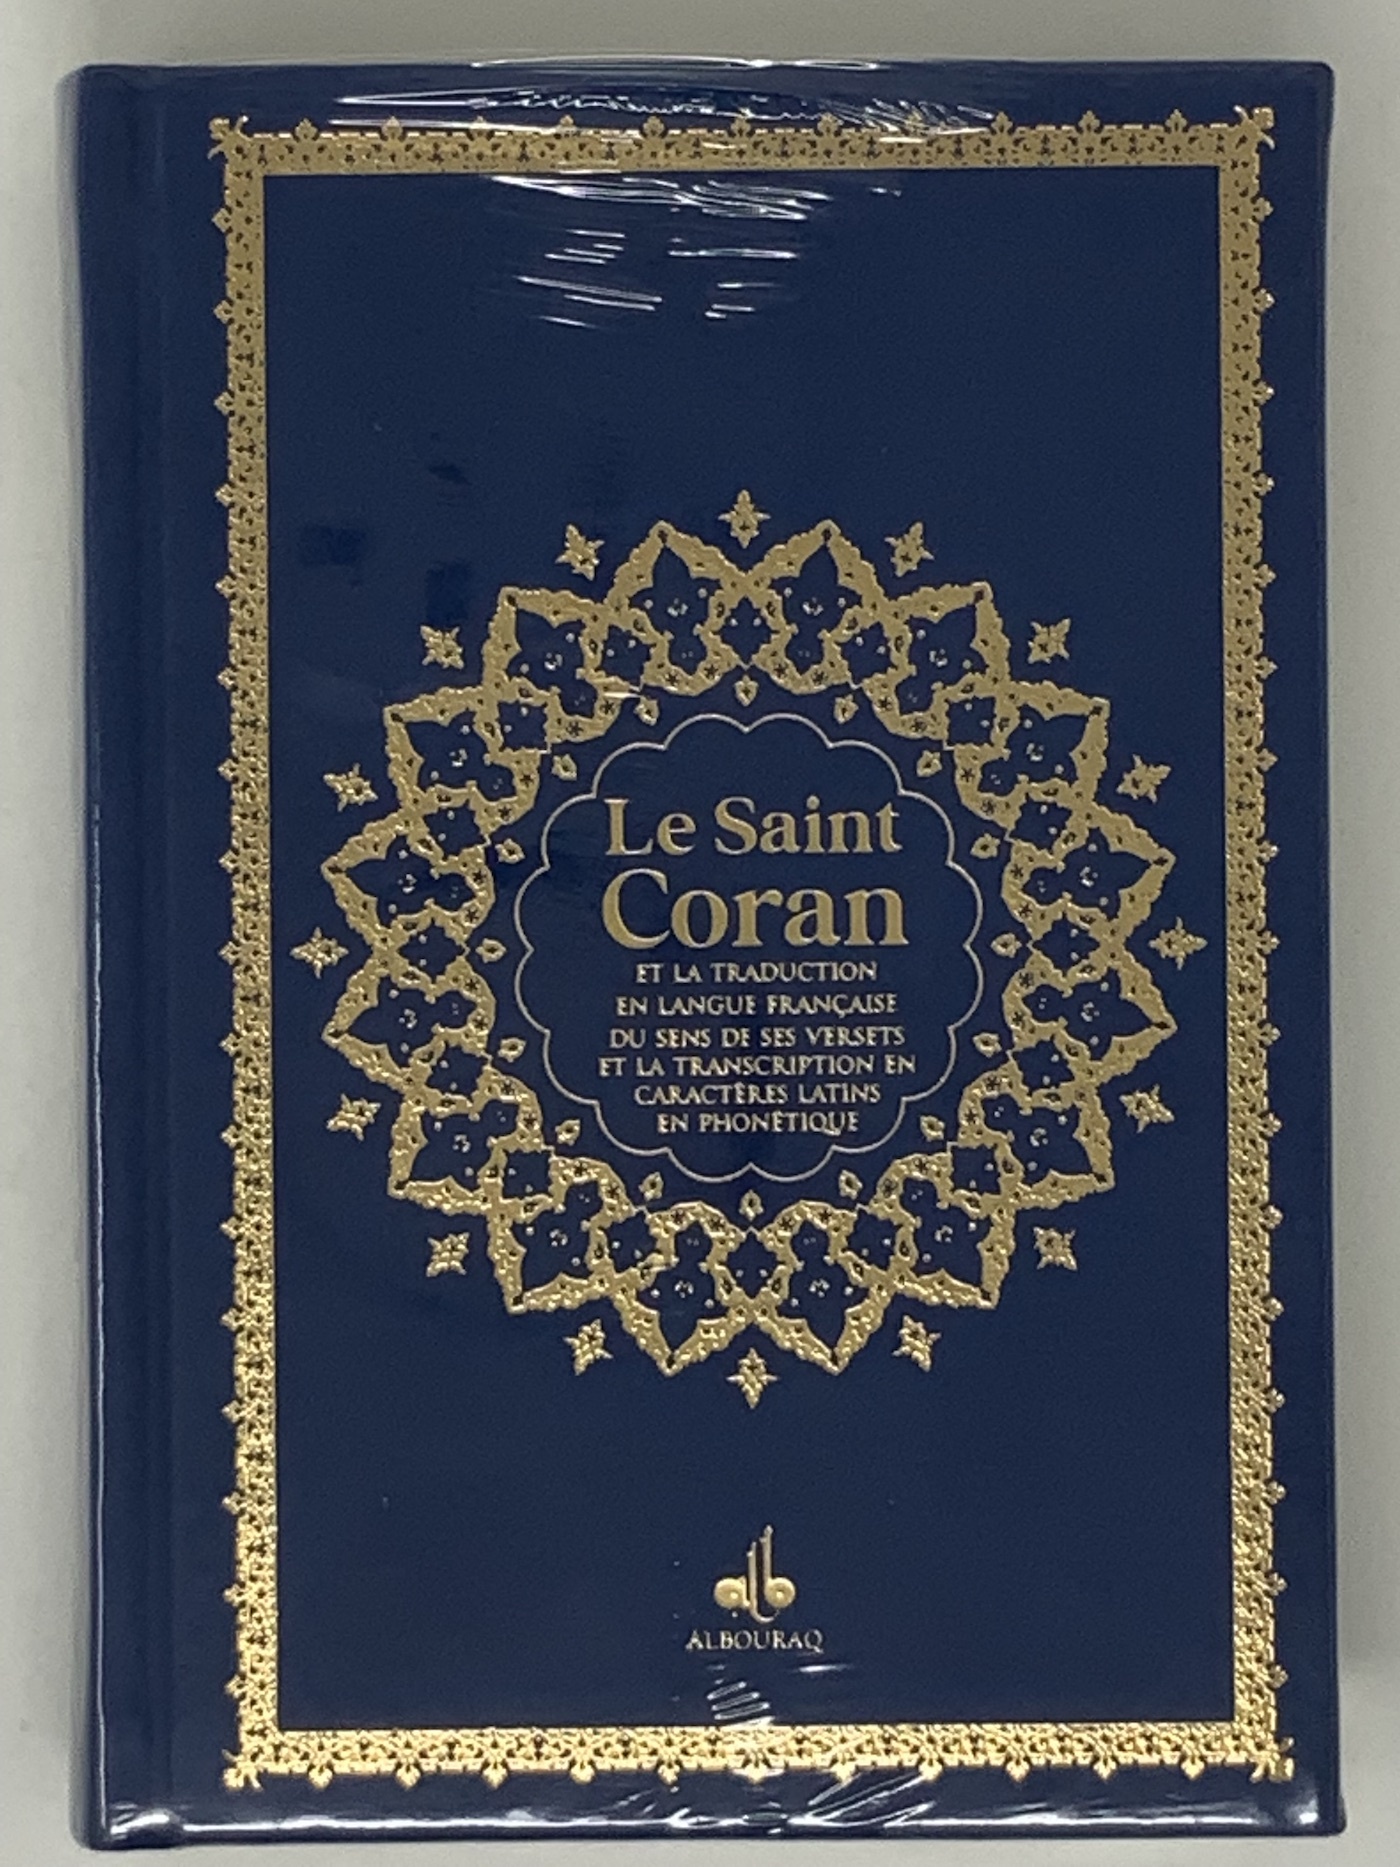 Le Saint
Coran
ET LA TRADUCTION
EN LANGUE FRANÇAISE
DU SENS DE SES VERSETS
ET LA TRANSCRIPTION EN
CARACTÈRES LATINS
EN PHONÉTIQUE
alb
ALBOURAQ